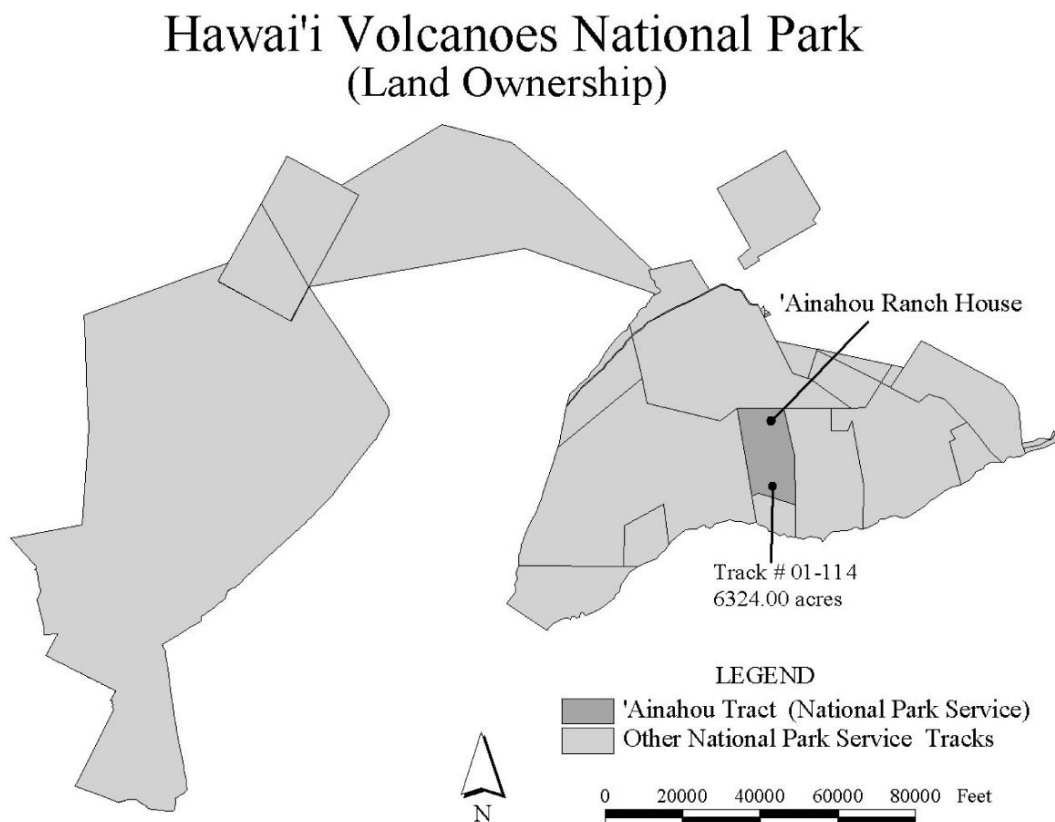 Hawai'i Volcanoes National Park
(Land Ownership)
'Ainahou Ranch House
Track # 01-114
6324.00 acres
LEGEND
'Ainahou Tract (National Park Service)
Other National Park Service Tracks
N
0 20000 40000 60000 80000 Feet